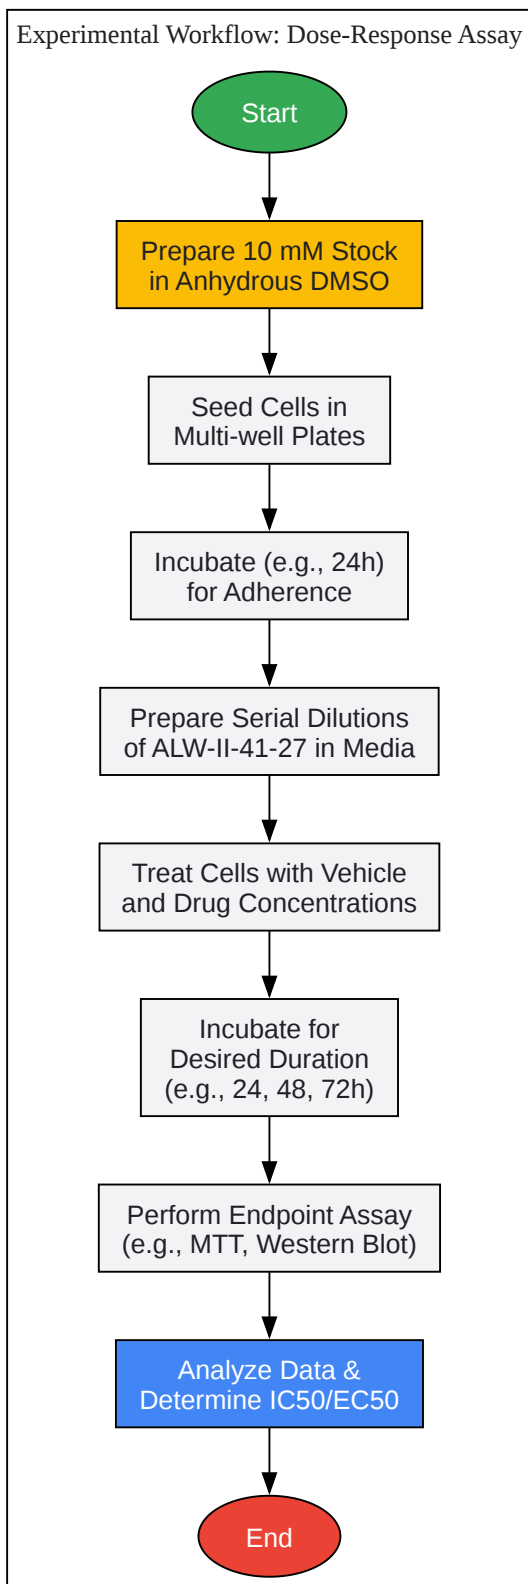 Experimental Workflow: Dose-Response Assay
Start
Prepare 10 mM Stock
in Anhydrous DMSO
Seed Cells in
Multi-well Plates
Incubate (e.g., 24h)
for Adherence
Prepare Serial Dilutions
of ALW-II-41-27 in Media
Treat Cells with Vehicle
and Drug Concentrations
Incubate for
Desired Duration
(e.g., 24, 48, 72h)
Perform Endpoint Assay
(e.g., MTT, Western Blot)
Analyze Data &
Determine IC50/EC50
End